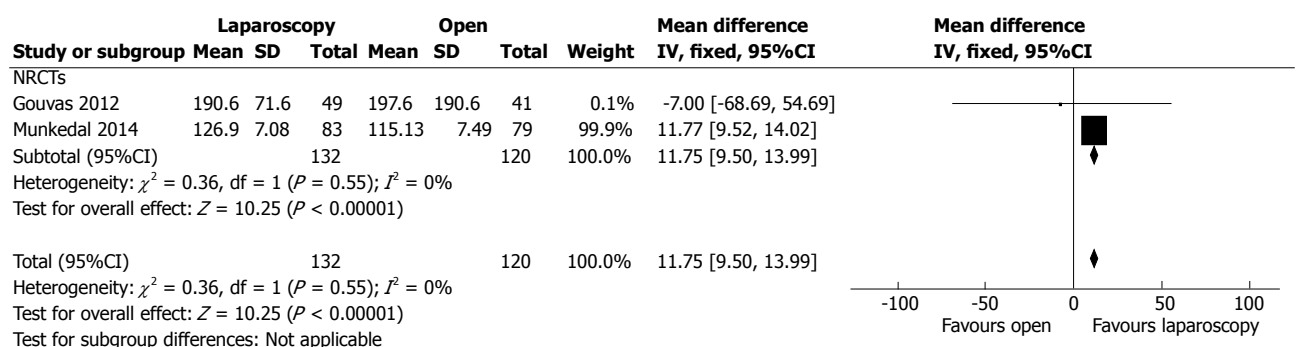 Laparoscopy Open Mean difference Mean difference
Study or subgroup Mean SD Total Mean SD Total Weight IV, fixed, 95%CI IV, fixed, 95%CI
NRCTs
Gouvas 2012 190.6 71.6 49 197.6 190.6 41 0.1% -7.00 [-68.69, 54.69]
Munkedal 2014 126.9 7.08 83 115.13 7.49 79 99.9% 11.77 [9.52, 14.02]
Subtotal (95%CI) 132 120 100.0% 11.75 [9.50, 13.99]
Heterogeneity: χ² = 0.36, df = 1 (P = 0.55); I² = 0%
Test for overall effect: Z = 10.25 (P < 0.00001)
Total (95%CI) 132 120 100.0% 11.75 [9.50, 13.99]
Heterogeneity: χ² = 0.36, df = 1 (P = 0.55); I² = 0%
Test for overall effect: Z = 10.25 (P < 0.00001)
Test for subgroup differences: Not applicable
-100 -50 0 50 100
Favours open Favours laparoscopy